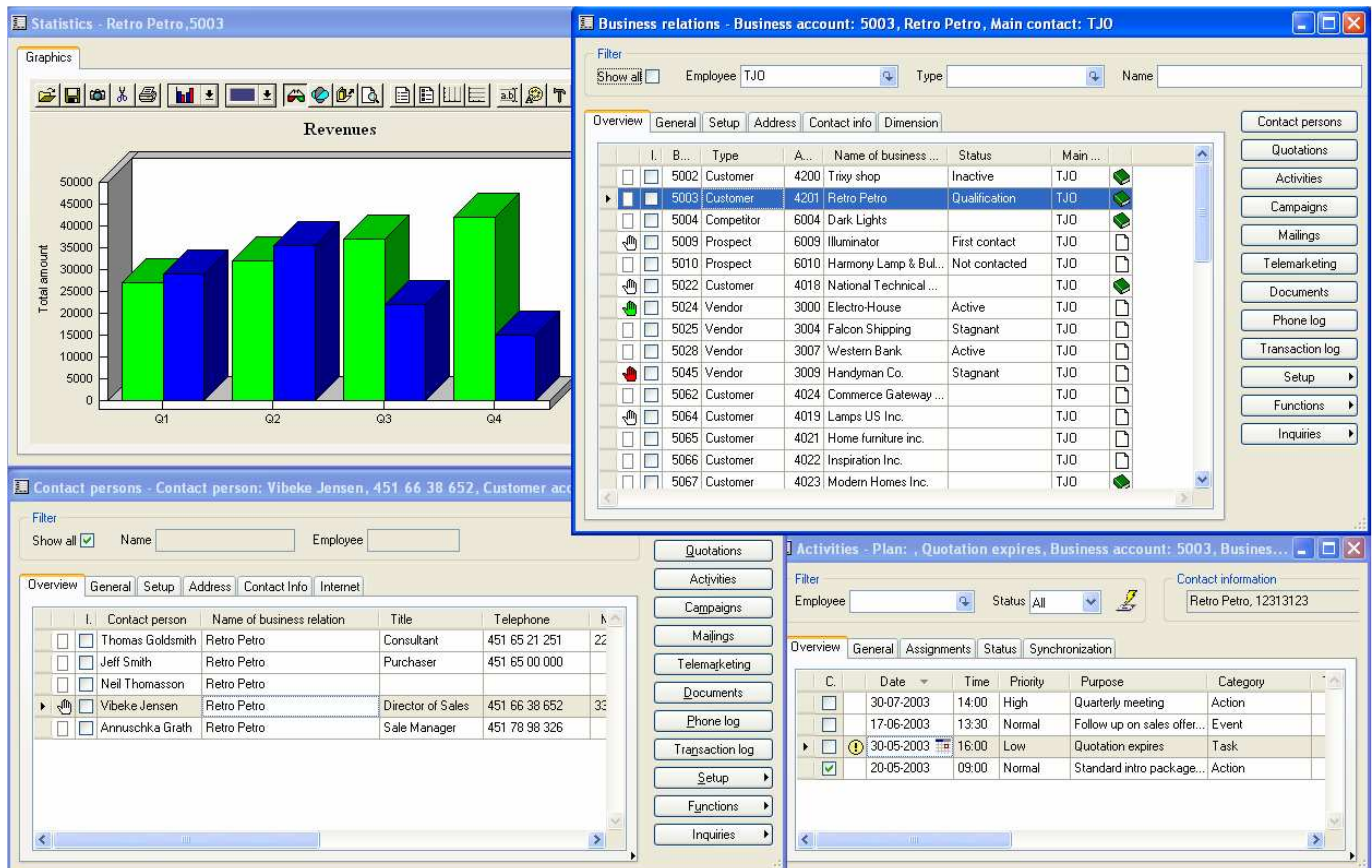 Statistics - Retro Petro,5003
Graphics
Revenues
Total amount
50000
45000
40000
35000
30000
25000
20000
15000
10000
5000
0
Q1 Q2 Q3 Q4
Business relations - Business account: 5003, Retro Petro, Main contact: TJO
Filter
Show all Employee TJO Type Name
Overview General Setup Address Contact info Dimension
I. B... Type A... Name of business ... Status Main ...
5002 Customer 4200 Trixy shop Inactive TJO
5003 Customer 4201 Retro Petro Qualification TJO
5004 Competitor 6004 Dark Lights TJO
5009 Prospect 6009 Illuminator First contact TJO
5010 Prospect 6010 Harmony Lamp & Bul... Not contacted TJO
5022 Customer 4018 National Technical ... TJO
5024 Vendor 3000 Electro-House Active TJO
5025 Vendor 3004 Falcon Shipping Stagnant TJO
5028 Vendor 3007 Western Bank Active TJO
5045 Vendor 3009 Handyman Co. Stagnant TJO
5062 Customer 4024 Commerce Gateway ... TJO
5064 Customer 4019 Lamps US Inc. TJO
5065 Customer 4021 Home furniture inc. TJO
5066 Customer 4022 Inspiration Inc. TJO
5067 Customer 4023 Modern Homes Inc. TJO
Contact persons
Quotations
Activities
Campaigns
Mailings
Telemarketing
Documents
Phone log
Transaction log
Setup
Functions
Inquiries
Contact persons - Contact person: Vibeke Jensen, 451 66 38 652, Customer acc
Filter
Show all Name Employee
Overview General Setup Address Contact Info Internet
I. Contact person Name of business relation Title Telephone
Thomas Goldsmith Retro Petro Consultant 451 65 21 251 22
Jeff Smith Retro Petro Purchaser 451 65 00 000
Neil Thomasson Retro Petro
Vibeke Jensen Retro Petro Director of Sales 451 66 38 652 33
Annuschka Grath Retro Petro Sale Manager 451 78 98 326
Quotations
Activities
Campaigns
Mailings
Telemarketing
Documents
Phone log
Transaction log
Setup
Functions
Inquiries
Activities - Plan: , Quotation expires, Business account: 5003, Busines...
Filter Contact information
Employee Status All Retro Petro, 12313123
Overview General Assignments Status Synchronization
C. Date Time Priority Purpose Category
30-07-2003 14:00 High Quarterly meeting Action
17-06-2003 13:30 Normal Follow up on sales offer... Event
30-05-2003 16:00 Low Quotation expires Task
20-05-2003 09:00 Normal Standard intro package... Action